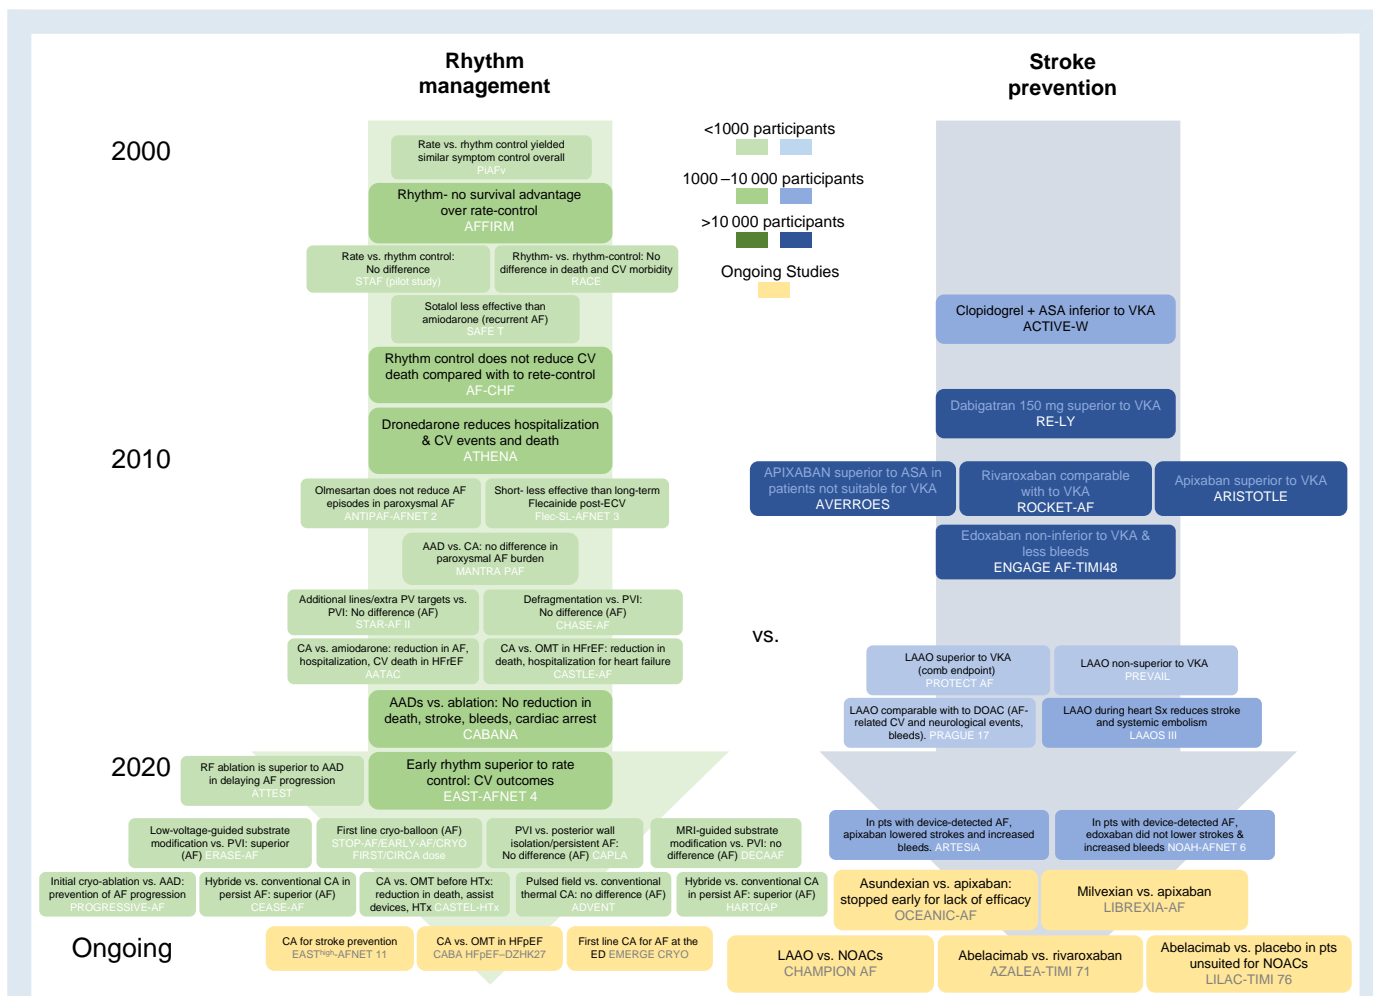 Rhythm
management
Stroke
prevention
2000
<1000 participants
1000 –10 000 participants
>10 000 participants
Ongoing Studies
Rate vs. rhythm control yielded
similar symptom control overall
PIAFv
Rhythm- no survival advantage
over rate-control
AFFIRM
Rate vs. rhythm control:
No difference
STAF (pilot study)
Rhythm- vs. rhythm-control: No
difference in death and CV morbidity
RACE
Sotalol less effective than
amiodarone (recurrent AF)
SAFE T
Clopidogrel + ASA inferior to VKA
ACTIVE-W
Rhythm control does not reduce CV
death compared with to rete-control
AF-CHF
Dabigatran 150 mg superior to VKA
RE-LY
Dronedarone reduces hospitalization
& CV events and death
ATHENA
2010
APIXABAN superior to ASA in
patients not suitable for VKA
AVERROES
Rivaroxaban comparable
with to VKA
ROCKET-AF
Apixaban superior to VKA
ARISTOTLE
Olmesartan does not reduce AF
episodes in paroxysmal AF
ANTIPAF-AFNET 2
Short- less effective than long-term
Flecainide post-ECV
Flec-SL-AFNET 3
Edoxaban non-inferior to VKA &
less bleeds
ENGAGE AF-TIMI48
AAD vs. CA: no difference in
paroxysmal AF burden
MANTRA PAF
Additional lines/extra PV targets vs.
PVI: No difference (AF)
STAR-AF II
Defragmentation vs. PVI:
No difference (AF)
CHASE-AF
vs.
CA vs. amiodarone: reduction in AF,
hospitalization, CV death in HFrEF
AATAC
CA vs. OMT in HFrEF: reduction in
death, hospitalization for heart failure
CASTLE-AF
LAAO superior to VKA
(comb endpoint)
PROTECT AF
LAAO non-superior to VKA
PREVAIL
AADs vs. ablation: No reduction in
death, stroke, bleeds, cardiac arrest
CABANA
LAAO comparable with to DOAC (AF-
related CV and neurological events,
bleeds). PRAGUE 17
LAAO during heart Sx reduces stroke
and systemic embolism
LAAOS III
2020
RF ablation is superior to AAD
in delaying AF progression
ATTEST
Early rhythm superior to rate
control: CV outcomes
EAST-AFNET 4
Low-voltage-guided substrate
modification vs. PVI: superior
(AF) ERASE-AF
First line cryo-balloon (AF)
STOP-AF/EARLY-AF/CRYO
FIRST/CIRCA dose
PVI vs. posterior wall
isolation/persistent AF:
No difference (AF) CAPLA
MRI-guided substrate
modification vs. PVI: no
difference (AF) DECAAF
In pts with device-detected AF,
apixaban lowered strokes and increased
bleeds. ARTESiA
In pts with device-detected AF,
edoxaban did not lower strokes &
increased bleeds NOAH-AFNET 6
Initial cryo-ablation vs. AAD:
prevention of AF progression
PROGRESSIVE-AF
Hybride vs. conventional CA in
persist AF: superior (AF)
CEASE-AF
CA vs. OMT before HTx:
reduction in death, assist
devices, HTx CASTEL-HTx
Pulsed field vs. conventional
thermal CA: no difference (AF)
ADVENT
Hybride vs. conventional CA
in persist AF: superior (AF)
HARTCAP
Asundexian vs. apixaban:
stopped early for lack of efficacy
OCEANIC-AF
Milvexian vs. apixaban
LIBREXIA-AF
Ongoing
CA for stroke prevention
EASThigh-AFNET 11
CA vs. OMT in HFpEF
CABA HFpEF–DZHK27
First line CA for AF at the
ED EMERGE CRYO
LAAO vs. NOACs
CHAMPION AF
Abelacimab vs. rivaroxaban
AZALEA-TIMI 71
Abelacimab vs. placebo in pts
unsuited for NOACs
LILAC-TIMI 76